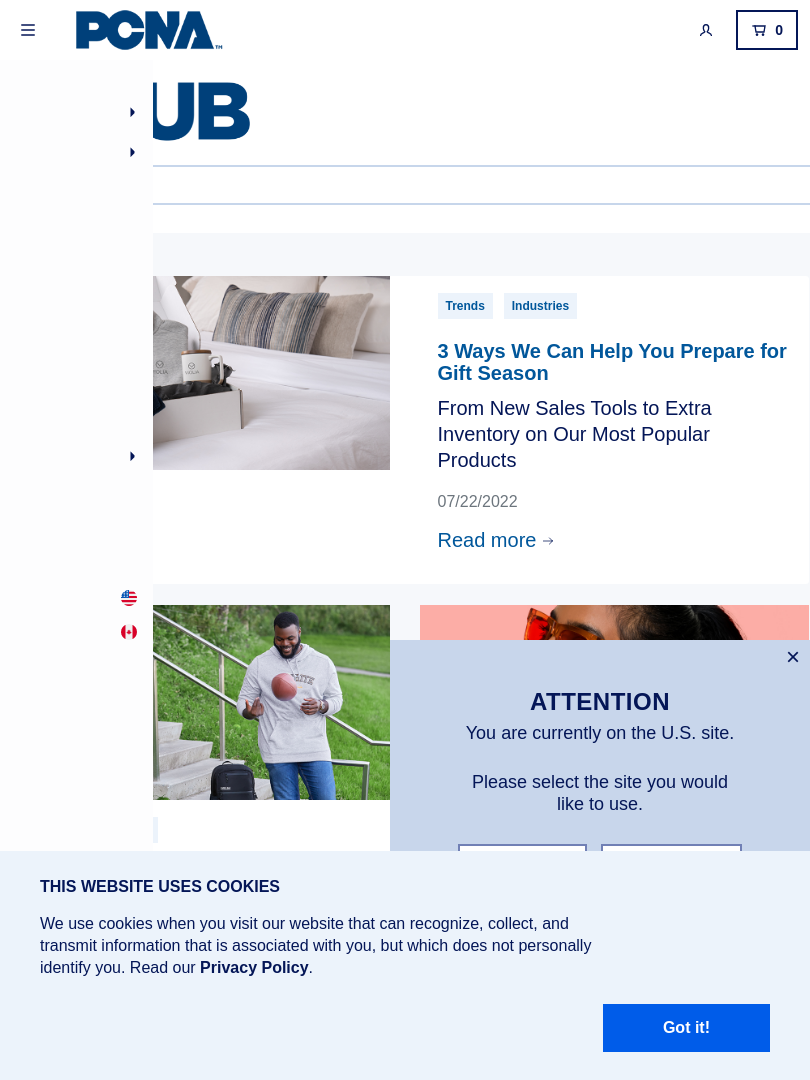 PCNA™
0
UB
Trends Industries
3 Ways We Can Help You Prepare for
Gift Season
From New Sales Tools to Extra
Inventory on Our Most Popular
Products
07/22/2022
Read more →
ATTENTION
You are currently on the U.S. site.
Please select the site you would
like to use.
THIS WEBSITE USES COOKIES
We use cookies when you visit our website that can recognize, collect, and
transmit information that is associated with you, but which does not personally
identify you. Read our Privacy Policy.
Got it!